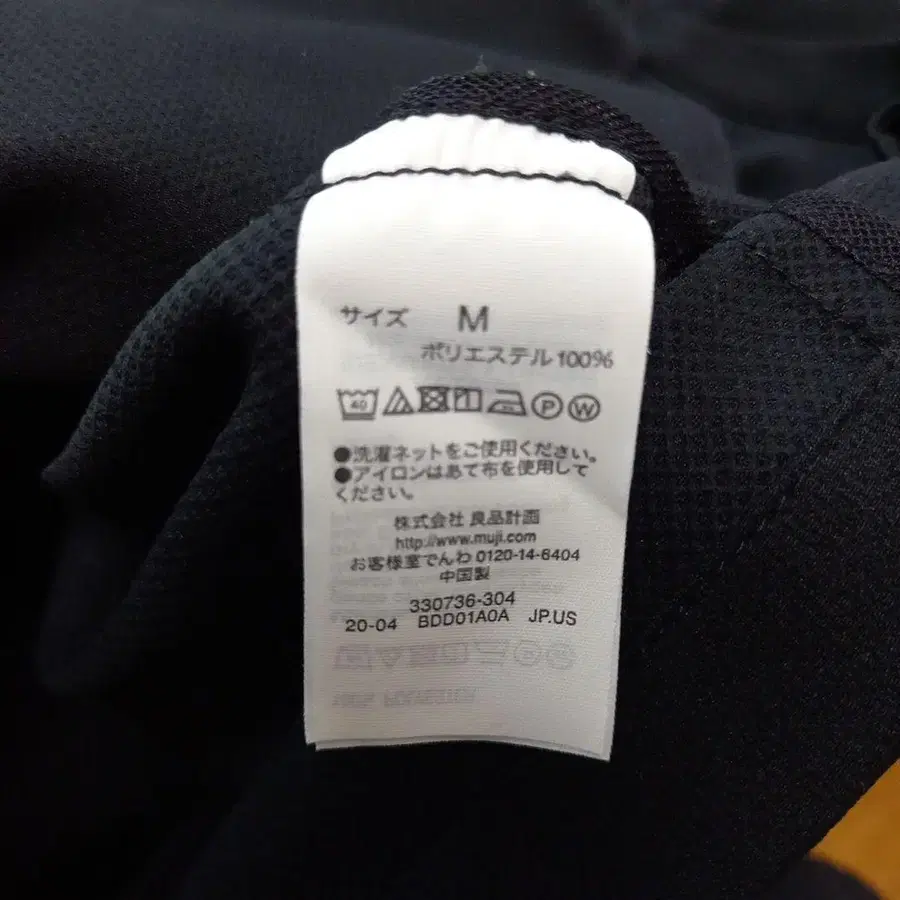 サイズ M
ポリエステル100%
40
P W
●洗濯ネットをご使用ください。
●アイロンはあて布を使用して
ください。
株式会社 良品計画
http://www.muji.com
お客様室でんわ 0120-14-6404
中国製
330736-304
20-04 BDD01A0A JP.US